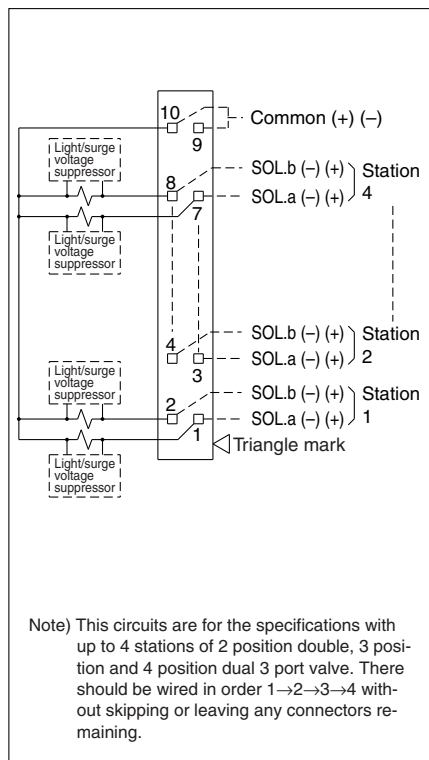 10
9
Common (+) (–)
Light/surge
voltage
suppressor
8
7
SOL.b (–) (+)
SOL.a (–) (+)
Station
4
Light/surge
voltage
suppressor
4
3
SOL.b (–) (+)
SOL.a (–) (+)
Station
2
Light/surge
voltage
suppressor
2
1
SOL.b (–) (+)
SOL.a (–) (+)
Station
1
Triangle mark
Light/surge
voltage
suppressor
Note) This circuits are for the specifications with
up to 4 stations of 2 position double, 3 posi-
tion and 4 position dual 3 port valve. There
should be wired in order 1→2→3→4 with-
out skipping or leaving any connectors re-
maining.